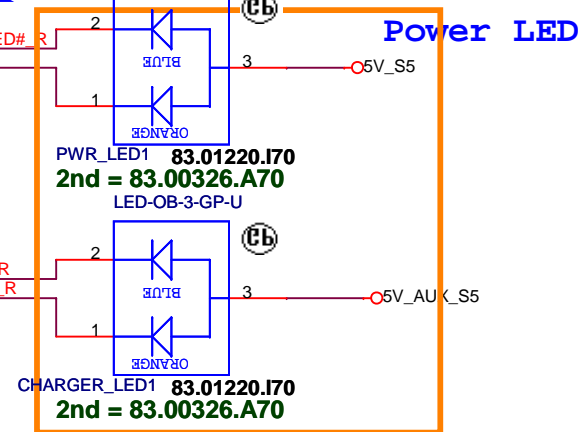 Power LED
ED#_R
2
BLUE
3
5V_S5
1
ORANGE
PWR_LED1
83.01220.I70
2nd = 83.00326.A70
LED-OB-3-GP-U
R
_R
2
BLUE
3
5V_AUX_S5
1
ORANGE
CHARGER_LED1
83.01220.I70
2nd = 83.00326.A70